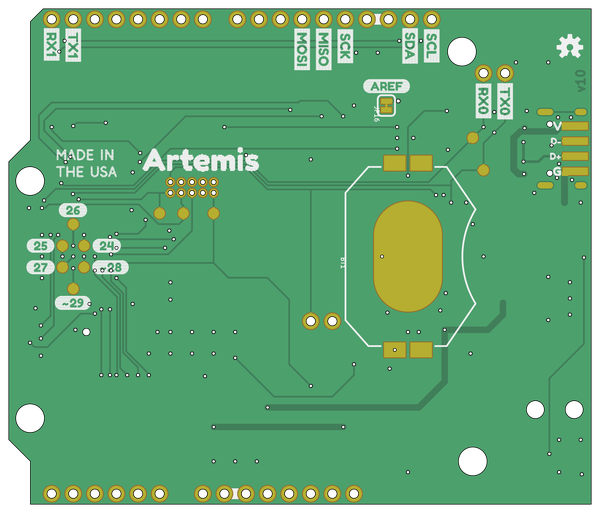 RX1
TX1
MOSI
MISO
SCK
SDA
SCL
v10
AREF
RX0
TX0
V
D-
D+
G
MADE IN
THE USA
Artemis
26
25
24
27
~28
~29
BT1